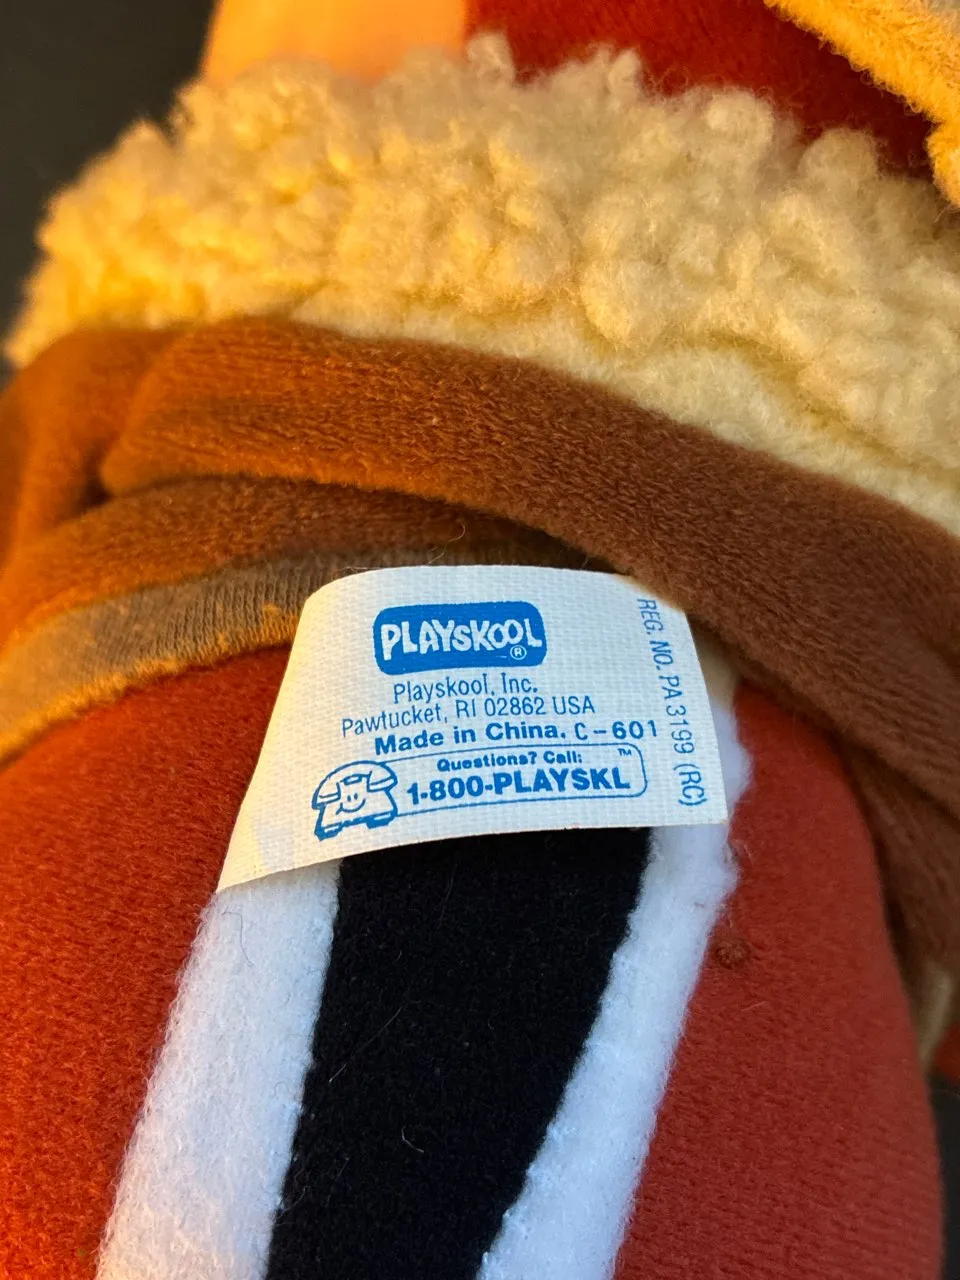 PLAYSKOOL®
Playskool, Inc.
Pawtucket, RI 02862 USA
Made in China. C-601
Questions? Call:
1-800-PLAYSKL™
REG. NO. PA 3199 (RC)